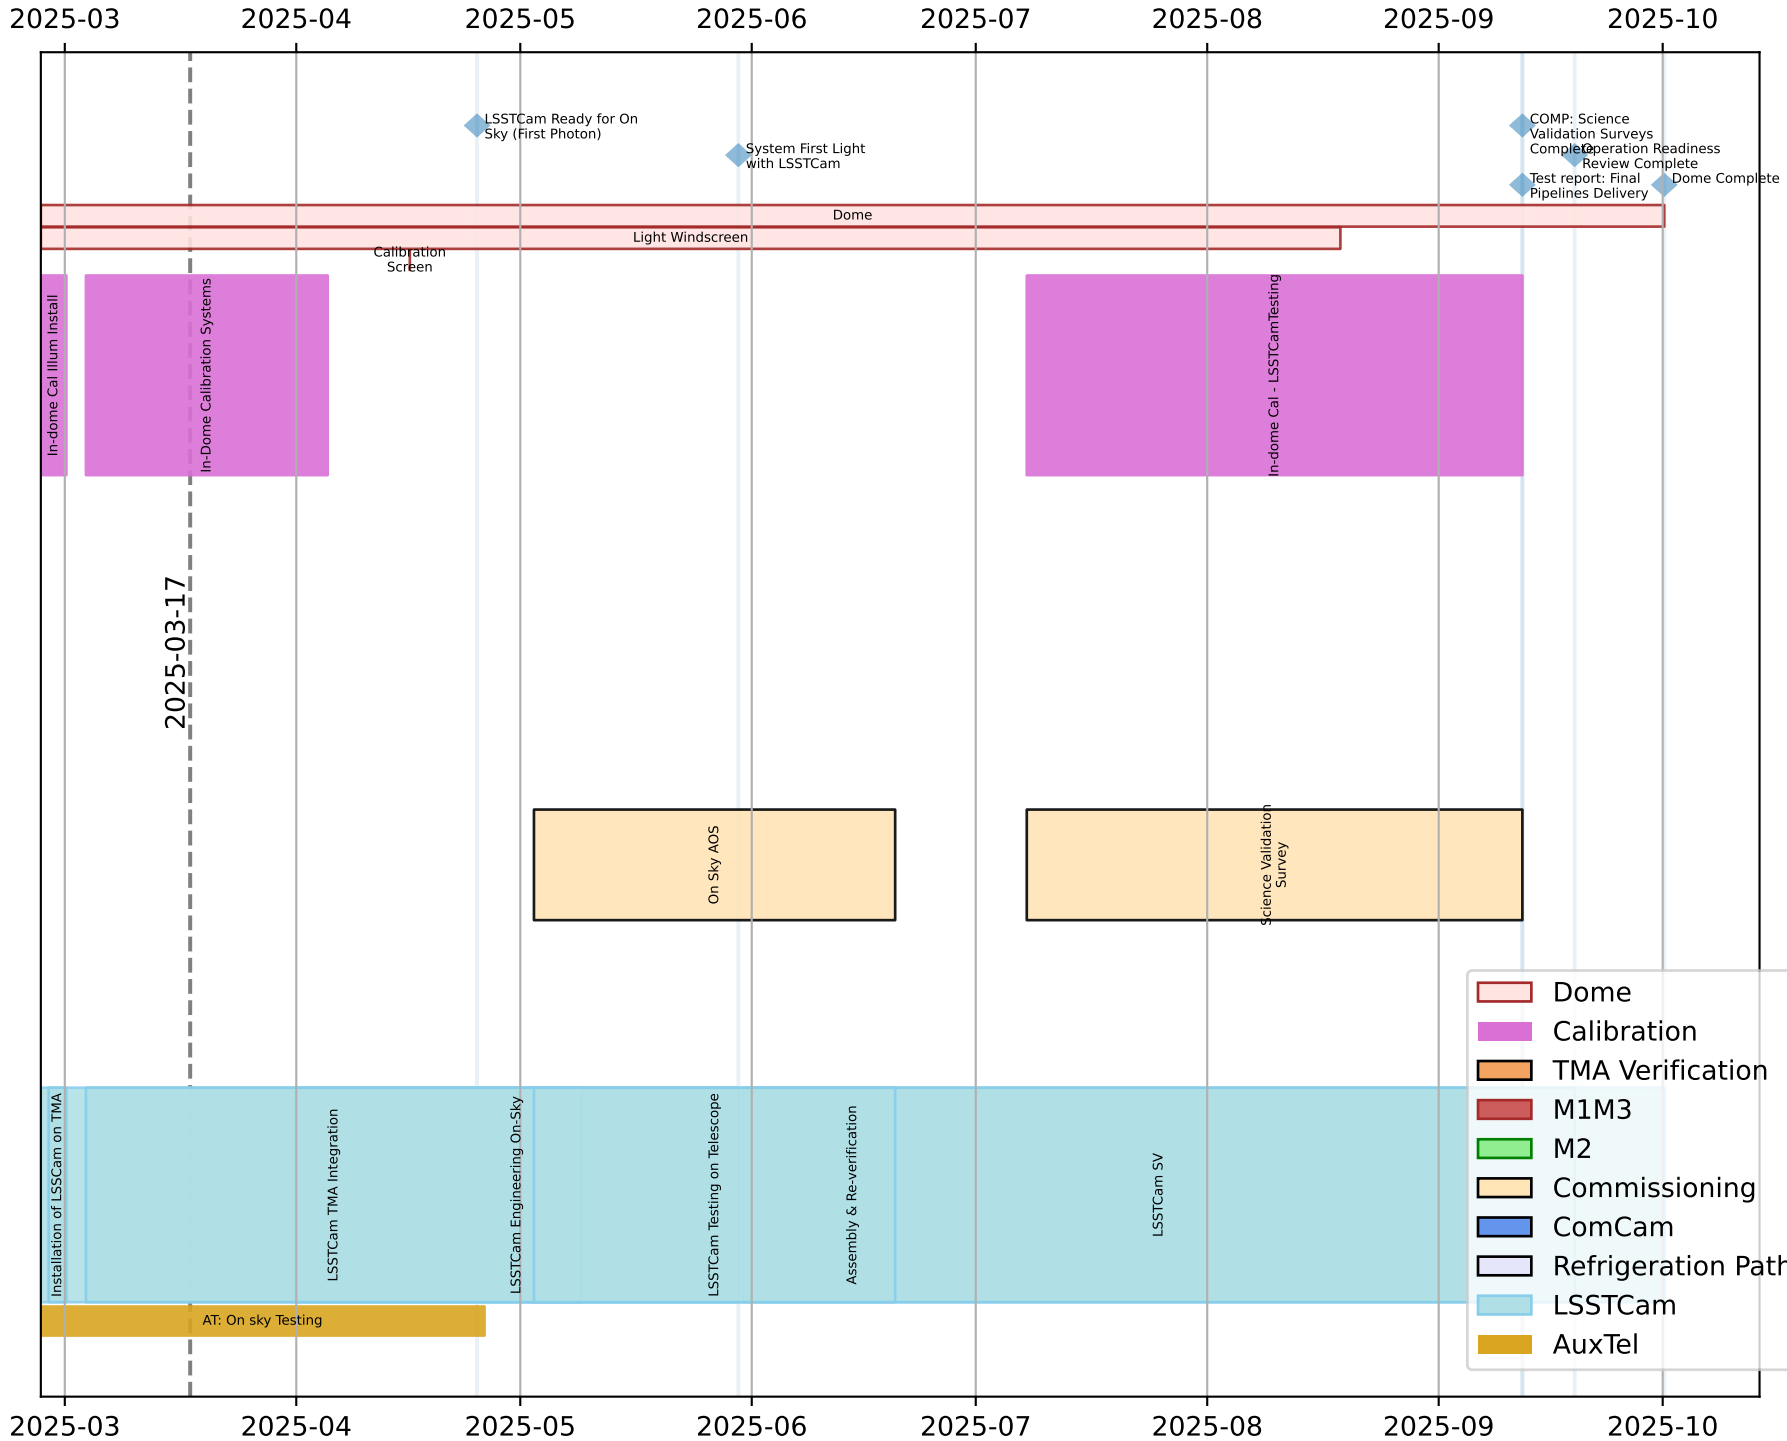 2025-03 2025-04 2025-05 2025-06 2025-07 2025-08 2025-09 2025-10
LSSTCam Ready for On
Sky (First Photon)
System First Light
with LSSTCam
COMP: Science
Validation Surveys
Complete
Operation Readiness
Review Complete
Test report: Final
Pipelines Delivery
Dome Complete
Dome
Light Windscreen
Calibration
Screen
In-dome Cal Illum Install
In-Dome Calibration Systems
In-dome Cal - LSSTCamTesting
2025-03-17
On Sky AOS
Science Validation
Survey
Installation of LSSCam on TMA
LSSTCam TMA Integration
LSSTCam Engineering On-Sky
LSSTCam Testing on Telescope
Assembly & Re-verification
LSSTCam SV
AT: On sky Testing
Dome
Calibration
TMA Verification
M1M3
M2
Commissioning
ComCam
Refrigeration Path
LSSTCam
AuxTel
2025-03 2025-04 2025-05 2025-06 2025-07 2025-08 2025-09 2025-10